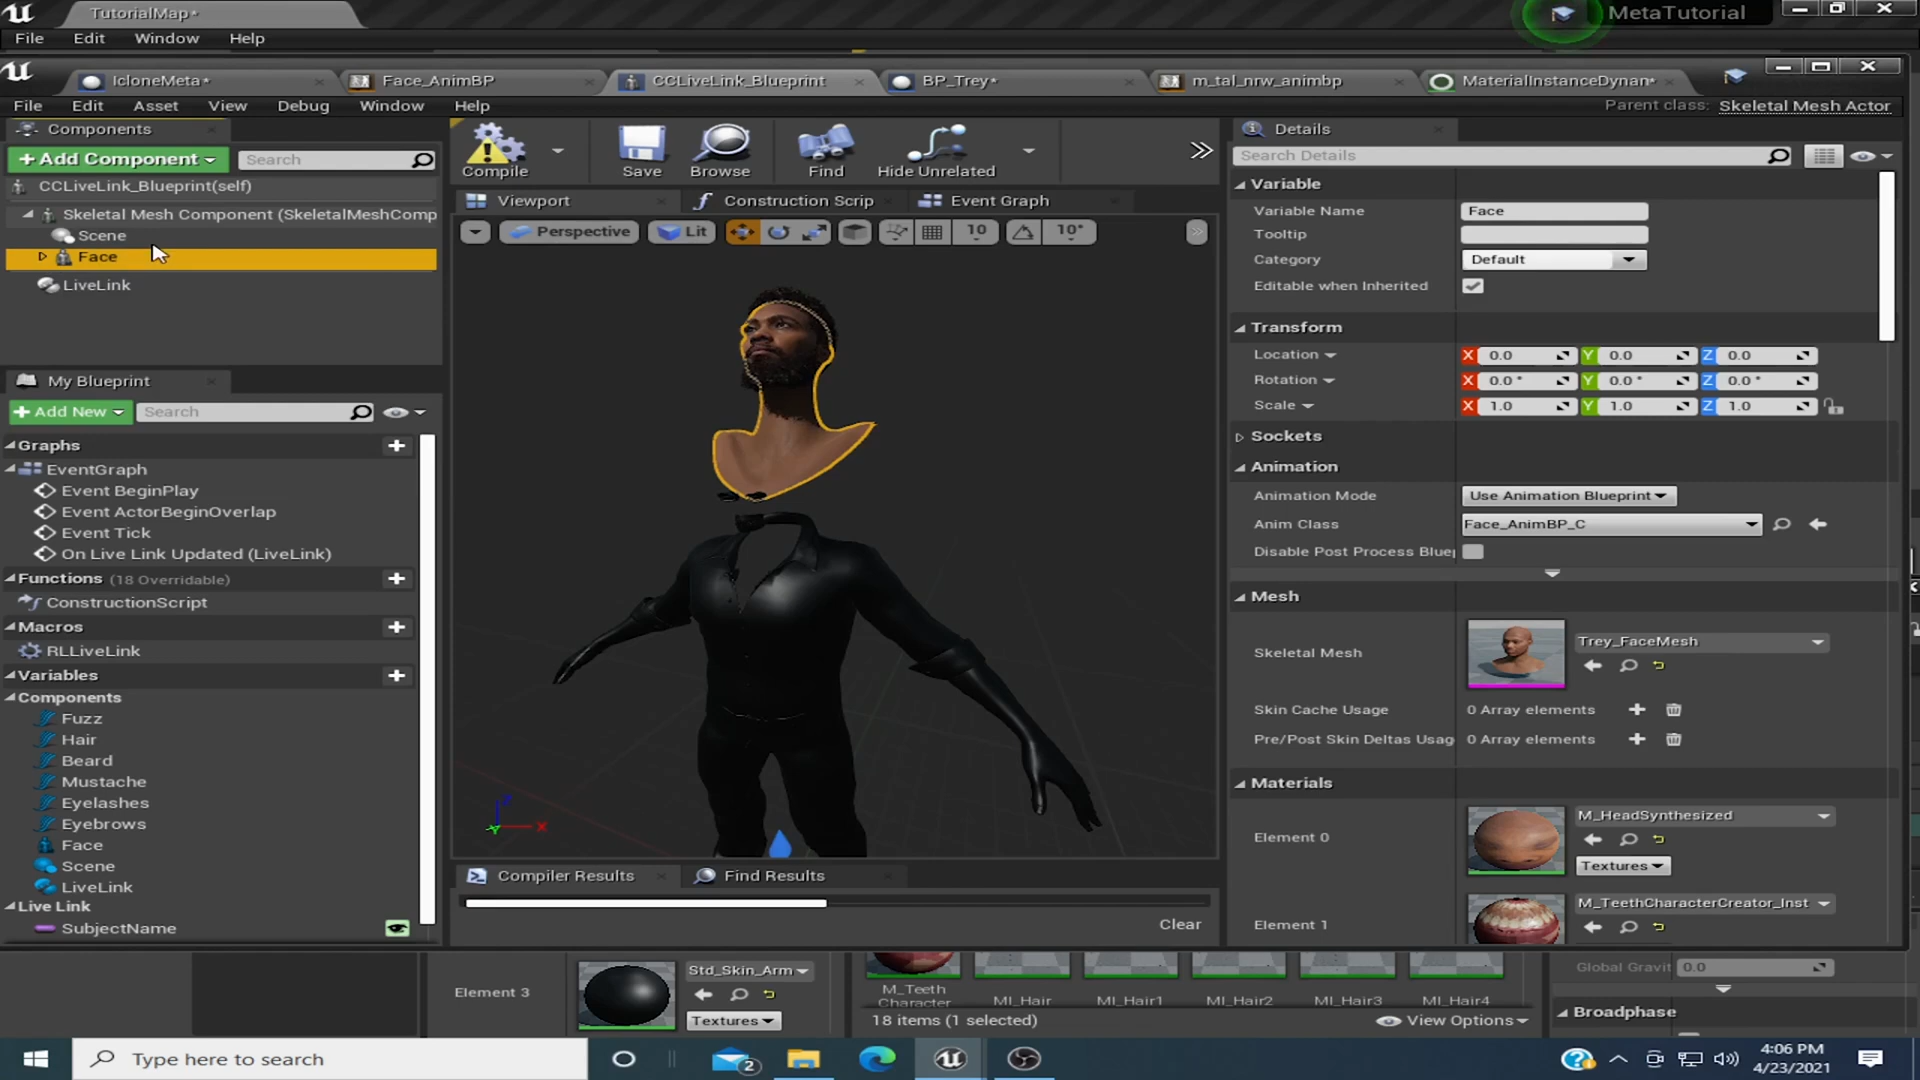 TutorialMap*
MetaTutorial
File Edit Window Help
IcloneMeta* Face_AnimBP CCLiveLink_Blueprint BP_Trey* m_tal_nrw_animbp MaterialInstanceDynan*
File Edit Asset View Debug Window Help
Parent class: Skeletal Mesh Actor
Components
+ Add Component Search
CCLiveLink_Blueprint(self)
Skeletal Mesh Component (SkeletalMeshComp
Scene
Face
LiveLink
My Blueprint
+ Add New Search
Graphs
EventGraph
Event BeginPlay
Event ActorBeginOverlap
Event Tick
On Live Link Updated (LiveLink)
Functions (18 Overridable)
ConstructionScript
Macros
RLLiveLink
Variables
Components
Fuzz
Hair
Beard
Mustache
Eyelashes
Eyebrows
Face
Scene
LiveLink
Live Link
SubjectName
Compile Save Browse Find Hide Unrelated
Viewport Construction Scrip Event Graph
Perspective Lit 10 10°
Z
X
Y
Compiler Results Find Results
Clear
Details
Search Details
Variable
Variable Name Face
Tooltip
Category Default
Editable when Inherited
Transform
Location X 0.0 Y 0.0 Z 0.0
Rotation X 0.0 ° Y 0.0 ° Z 0.0 °
Scale X 1.0 Y 1.0 Z 1.0
Sockets
Animation
Animation Mode Use Animation Blueprint
Anim Class Face_AnimBP_C
Disable Post Process Bluep
Mesh
Skeletal Mesh Trey_FaceMesh
Skin Cache Usage 0 Array elements
Pre/Post Skin Deltas Usag 0 Array elements
Materials
Element 0 M_HeadSynthesized
Textures
Element 1 M_TeethCharacterCreator_Inst
Element 3 Std_Skin_Arm
Textures
M_Teeth
Character MI_Hair MI_Hair1 MI_Hair2 MI_Hair3 MI_Hair4
18 items (1 selected) View Options
Global Gravit 0.0
Broadphase
Type here to search
2
4:06 PM
4/23/2021